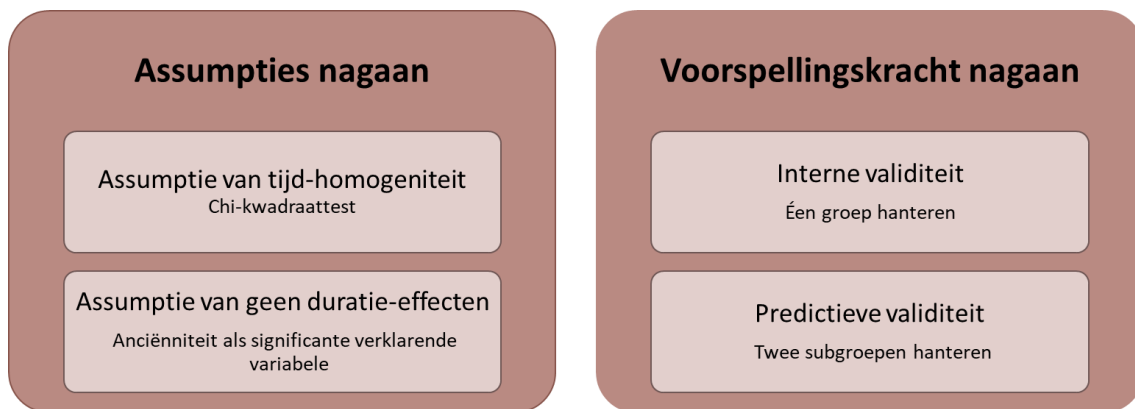 Assumpties nagaan
Assumptie van tijd-homogeniteit
Chi-kwadraattest
Assumptie van geen duratie-effecten
Anciënniteit als significante verklarende
variabele
Voorspellingskracht nagaan
Interne validiteit
Éen groep hanteren
Predictieve validiteit
Twee subgroepen hanteren